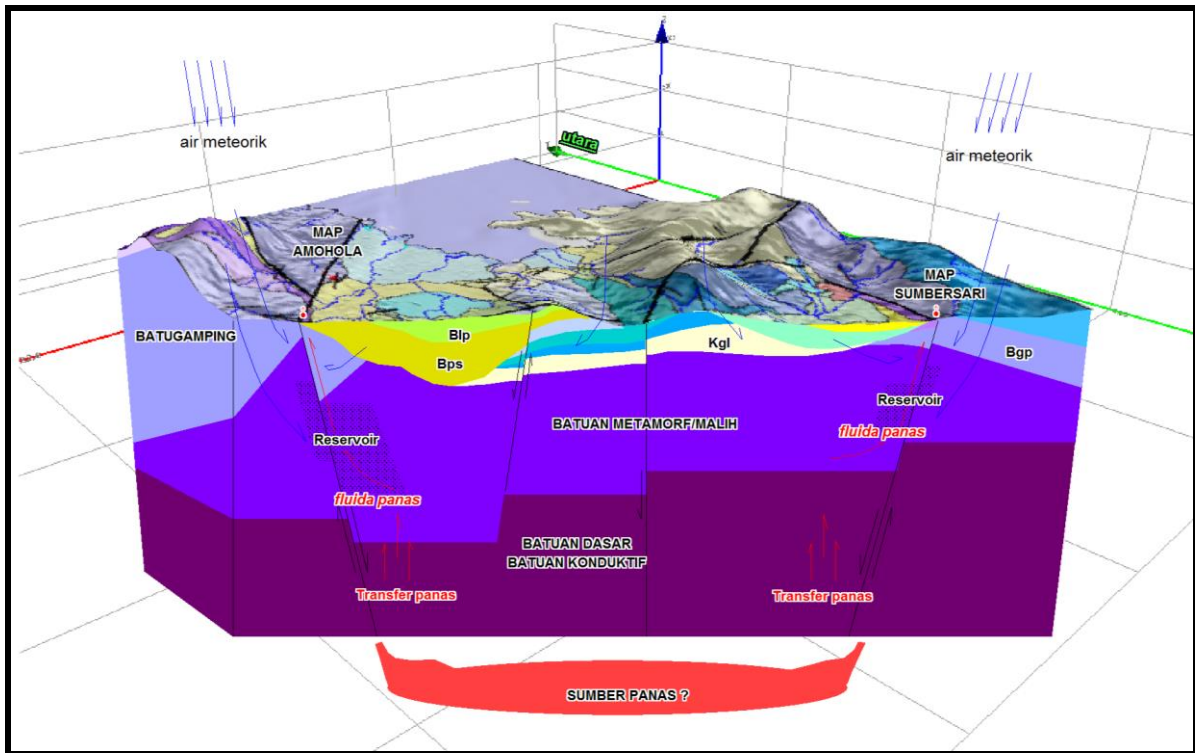 utara
air meteorik
air meteorik
MAP
AMOHOLA
MAP
SUMBERSARI
BATUGAMPING
Blp
Kgl
Bgp
Bps
Reservoir
BATUAN METAMORF/MALIH
fluida panas
Reservoir
fluida panas
BATUAN DASAR
BATUAN KONDUKTIF
Transfer panas
Transfer panas
SUMBER PANAS ?